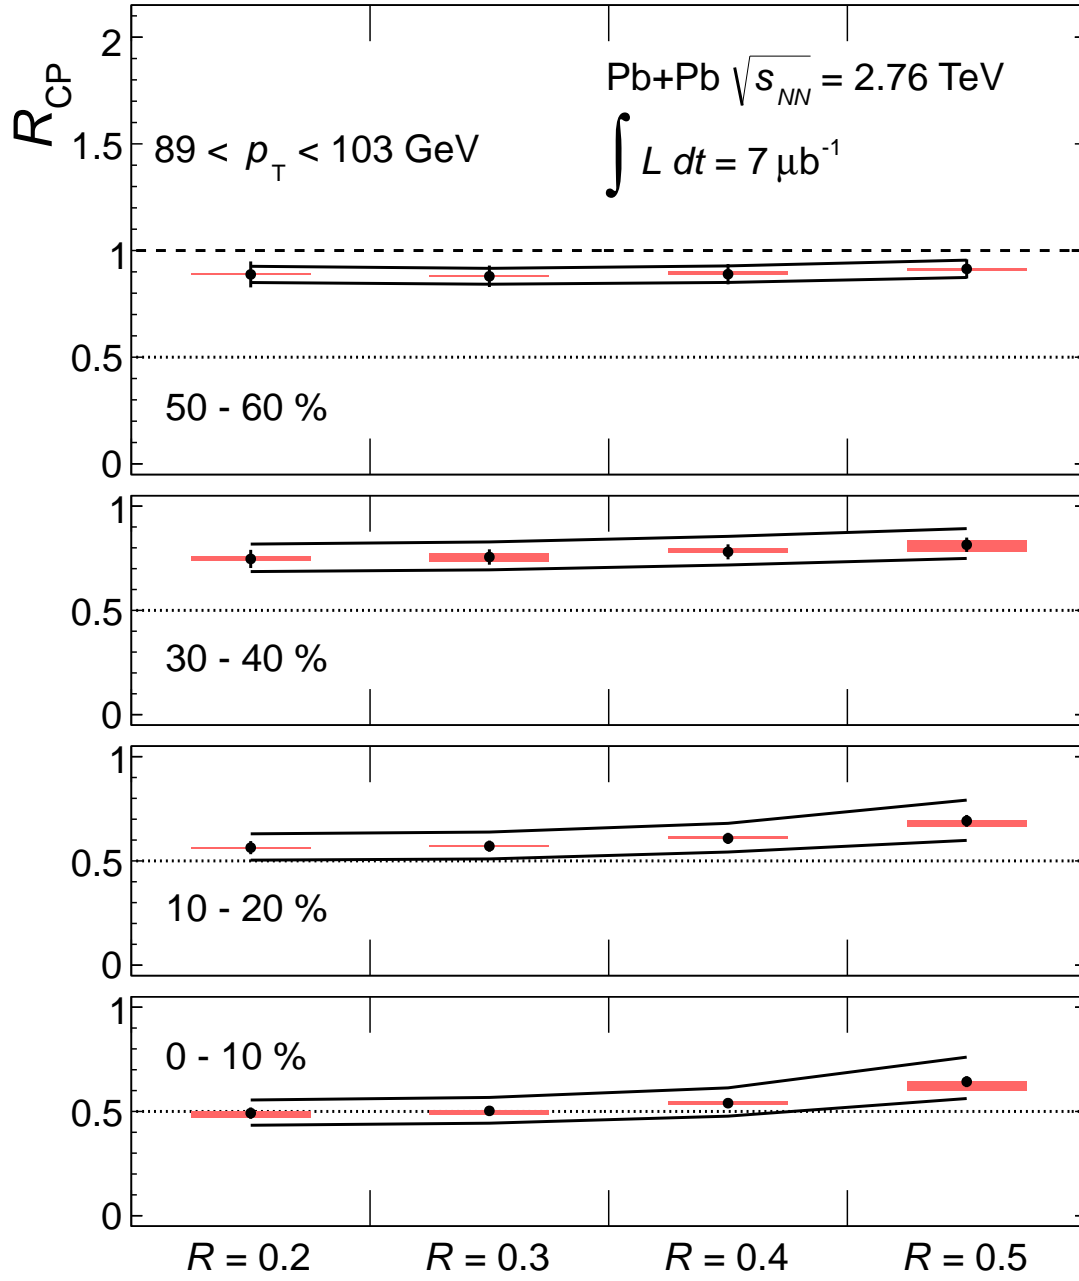 R_CP
2
1.5
1
0.5
0
Pb+Pb √s_NN = 2.76 TeV
∫ L dt = 7 μb⁻¹
89 < p_T < 103 GeV
50 - 60 %
1
0.5
0
30 - 40 %
1
0.5
0
10 - 20 %
1
0.5
0
0 - 10 %
R = 0.2 R = 0.3 R = 0.4 R = 0.5